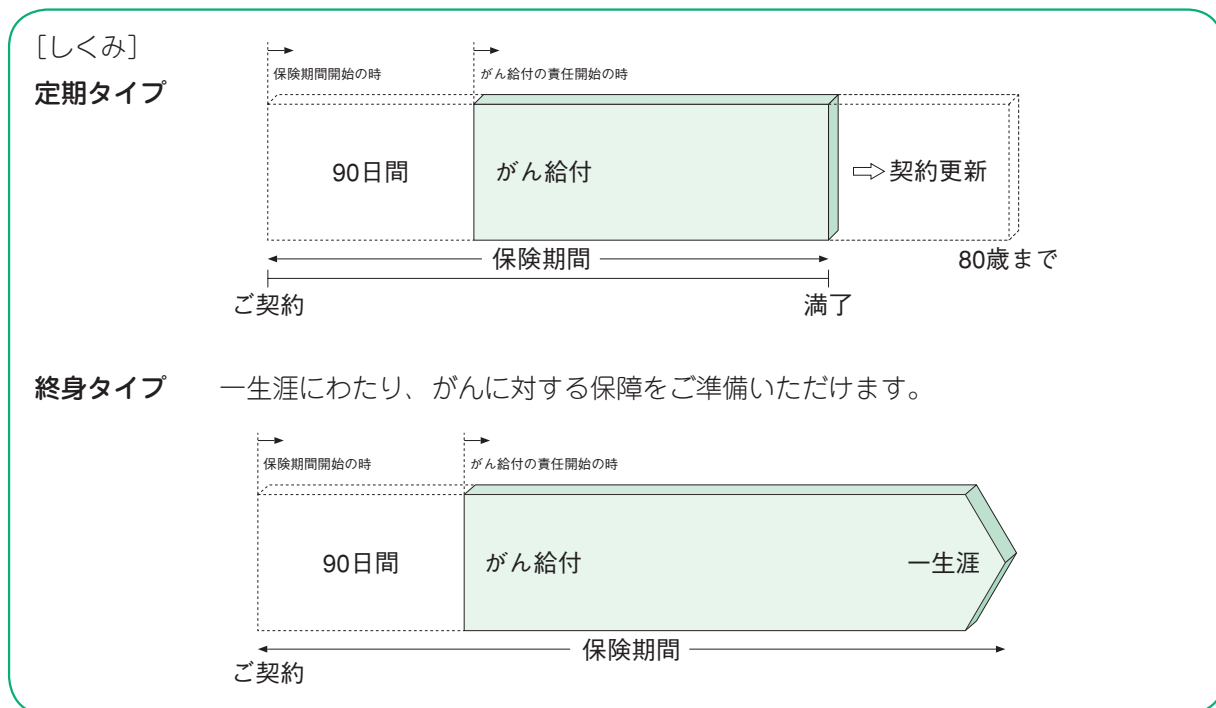 ［しくみ］
定期タイプ
保険期間開始の時
がん給付の責任開始の時
90日間
がん給付
⇨契約更新
保険期間
80歳まで
ご契約
満了
終身タイプ　一生涯にわたり、がんに対する保障をご準備いただけます。
保険期間開始の時
がん給付の責任開始の時
90日間
がん給付
一生涯
保険期間
ご契約